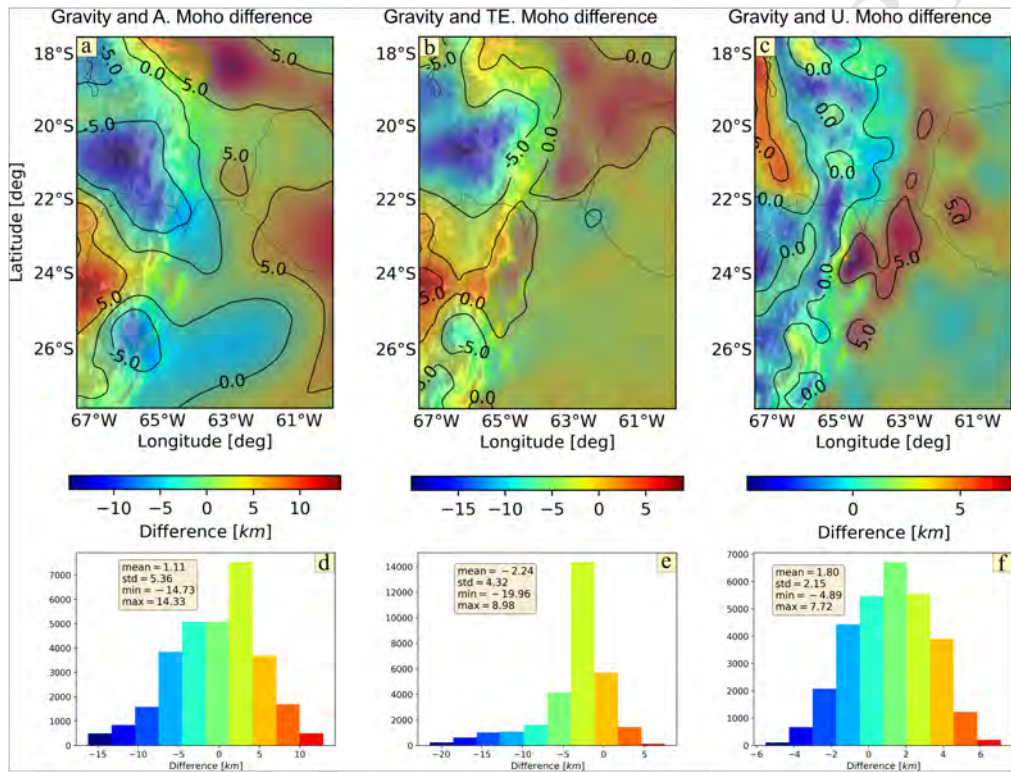 Gravity and A. Moho difference
Gravity and TE. Moho difference
Gravity and U. Moho difference
a
b
c
18°S
20°S
22°S
24°S
26°S
Latitude [deg]
-5.0
0.0
5.0
-5.0
5.0
5.0
5.0
-5.0
0.0
67°W 65°W 63°W 61°W
Longitude [deg]
-5.0
0.0
-5.0
5.0
0.0
-5.0
5.0
0.0
67°W 65°W 63°W 61°W
Longitude [deg]
18°S
20°S
22°S
24°S
26°S
0.0
0.0
5.0
0.0
0.0
0.0
0.0
5.0
5.0
5.0
0.0
67°W 65°W 63°W 61°W
Longitude [deg]
−10 −5 0 5 10
Difference [km]
−15 −10 −5 0 5
Difference [km]
0 5
Difference [km]
d
mean = 1.11
std = 5.36
min = −14.73
max = 14.33
7000
6000
5000
4000
3000
2000
1000
0
−15 −10 −5 0 5 10
Difference [km]
e
mean = −2.24
std = 4.32
min = −19.96
max = 8.98
14000
12000
10000
8000
6000
4000
2000
0
−20 −15 −10 −5 0 5
Difference [km]
f
mean = 1.80
std = 2.15
min = −4.89
max = 7.72
7000
6000
5000
4000
3000
2000
1000
0
−6 −4 −2 0 2 4 6
Difference [km]